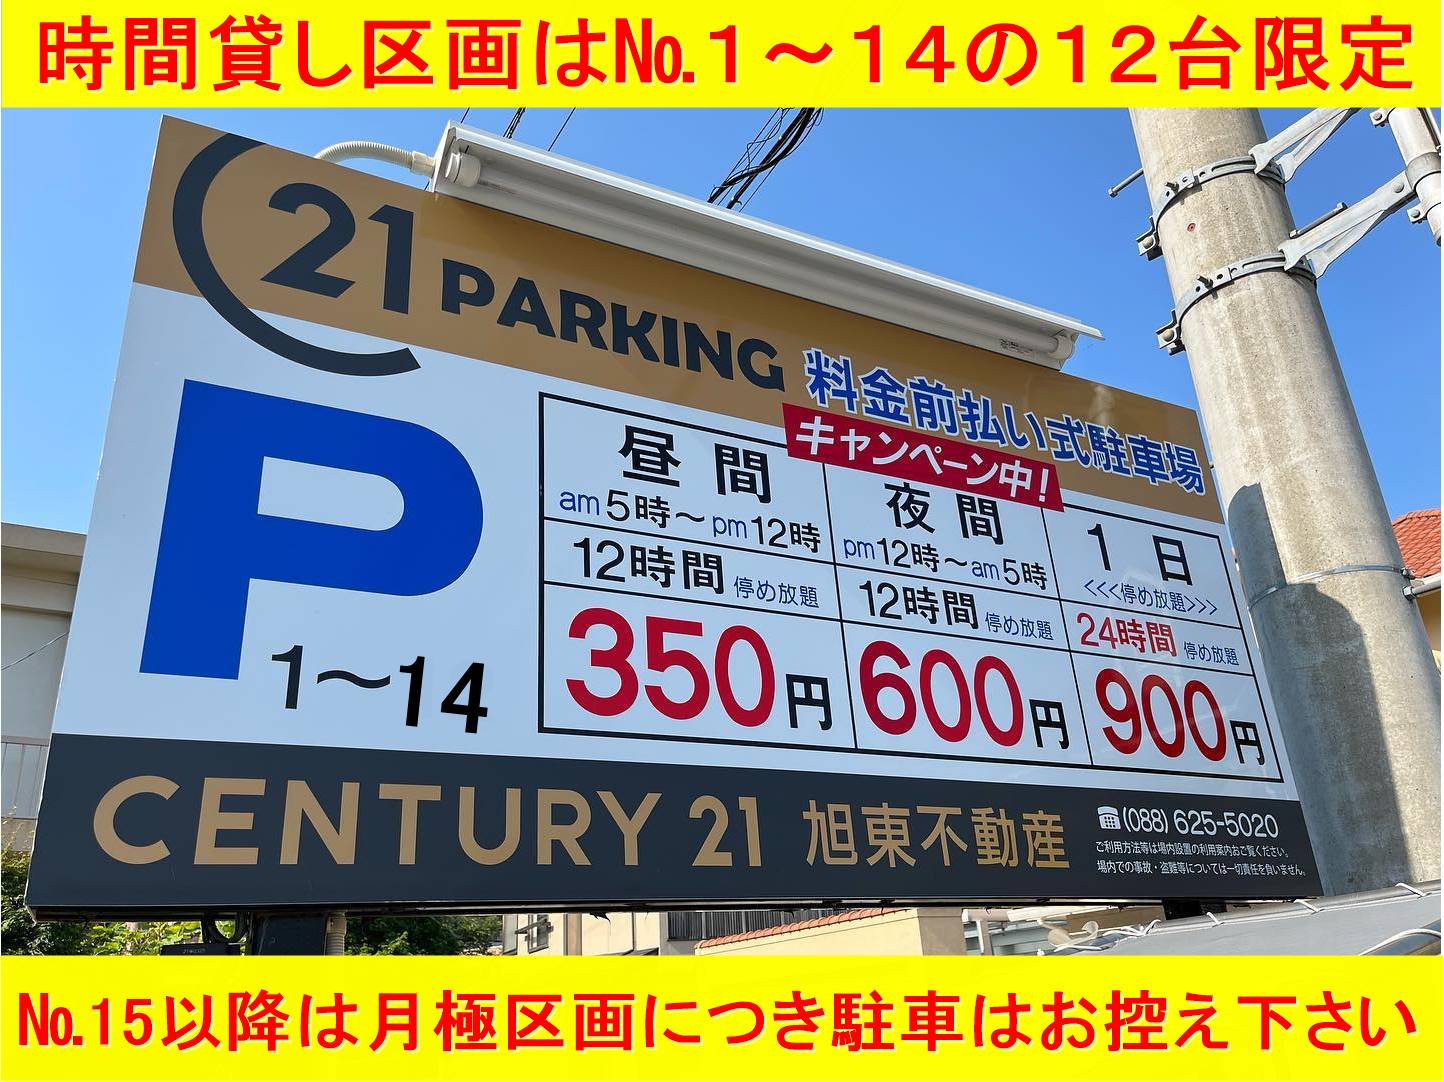 時間貸し区画は№.1～14の12台限定
21 PARKING
料金前払い式駐車場
キャンペーン中!
昼間
am5時～pm12時
12時間 停め放題
350円
夜間
pm12時～am5時
12時間 停め放題
600円
1日
<<<停め放題>>>
24時間 停め放題
900円
P
1～14
CENTURY 21 旭東不動産
☎(088)625-5020
ご利用方法等は場内設置の利用案内をご覧ください。
場内での事故・盗難等については一切責任を負いません。
№.15以降は月極区画につき駐車はお控え下さい